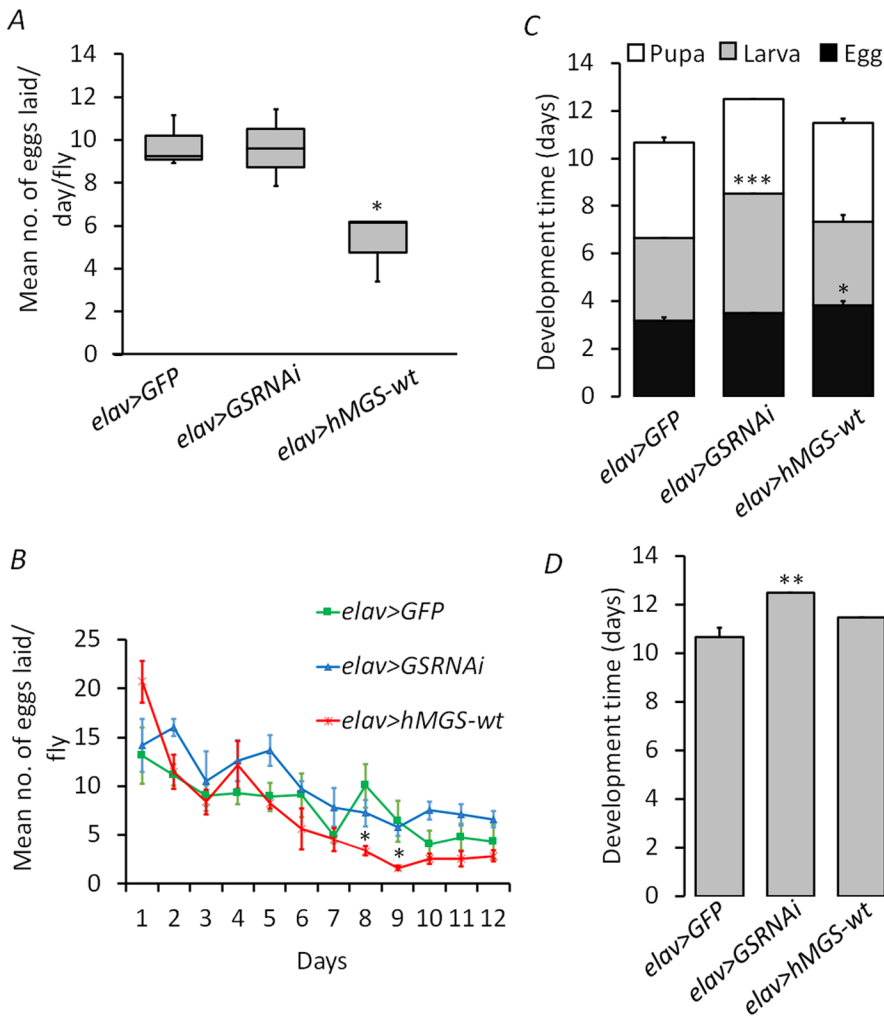 A
Mean no. of eggs laid/
day/fly
14
12
10
8
6
4
2
0
*
elav>GFP
elav>GSRNAi
elav>hMGS-wt
C
Pupa
Larva
Egg
Development time (days)
14
12
10
8
6
4
2
0
***
*
elav>GFP
elav>GSRNAi
elav>hMGS-wt
B
elav>GFP
elav>GSRNAi
elav>hMGS-wt
Mean no. of eggs laid/
fly
25
20
15
10
5
0
*
*
1 2 3 4 5 6 7 8 9 10 11 12
Days
D
Development time (days)
14
12
10
8
6
4
2
0
**
elav>GFP
elav>GSRNAi
elav>hMGS-wt